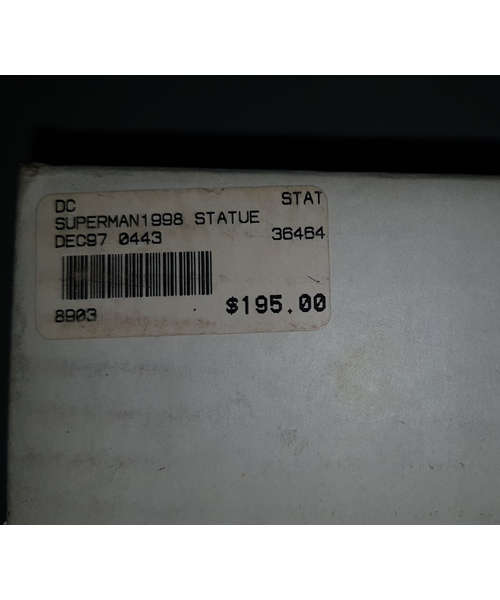 DC STAT
SUPERMAN1998 STATUE
DEC97 0443 36464
8903 $195.00